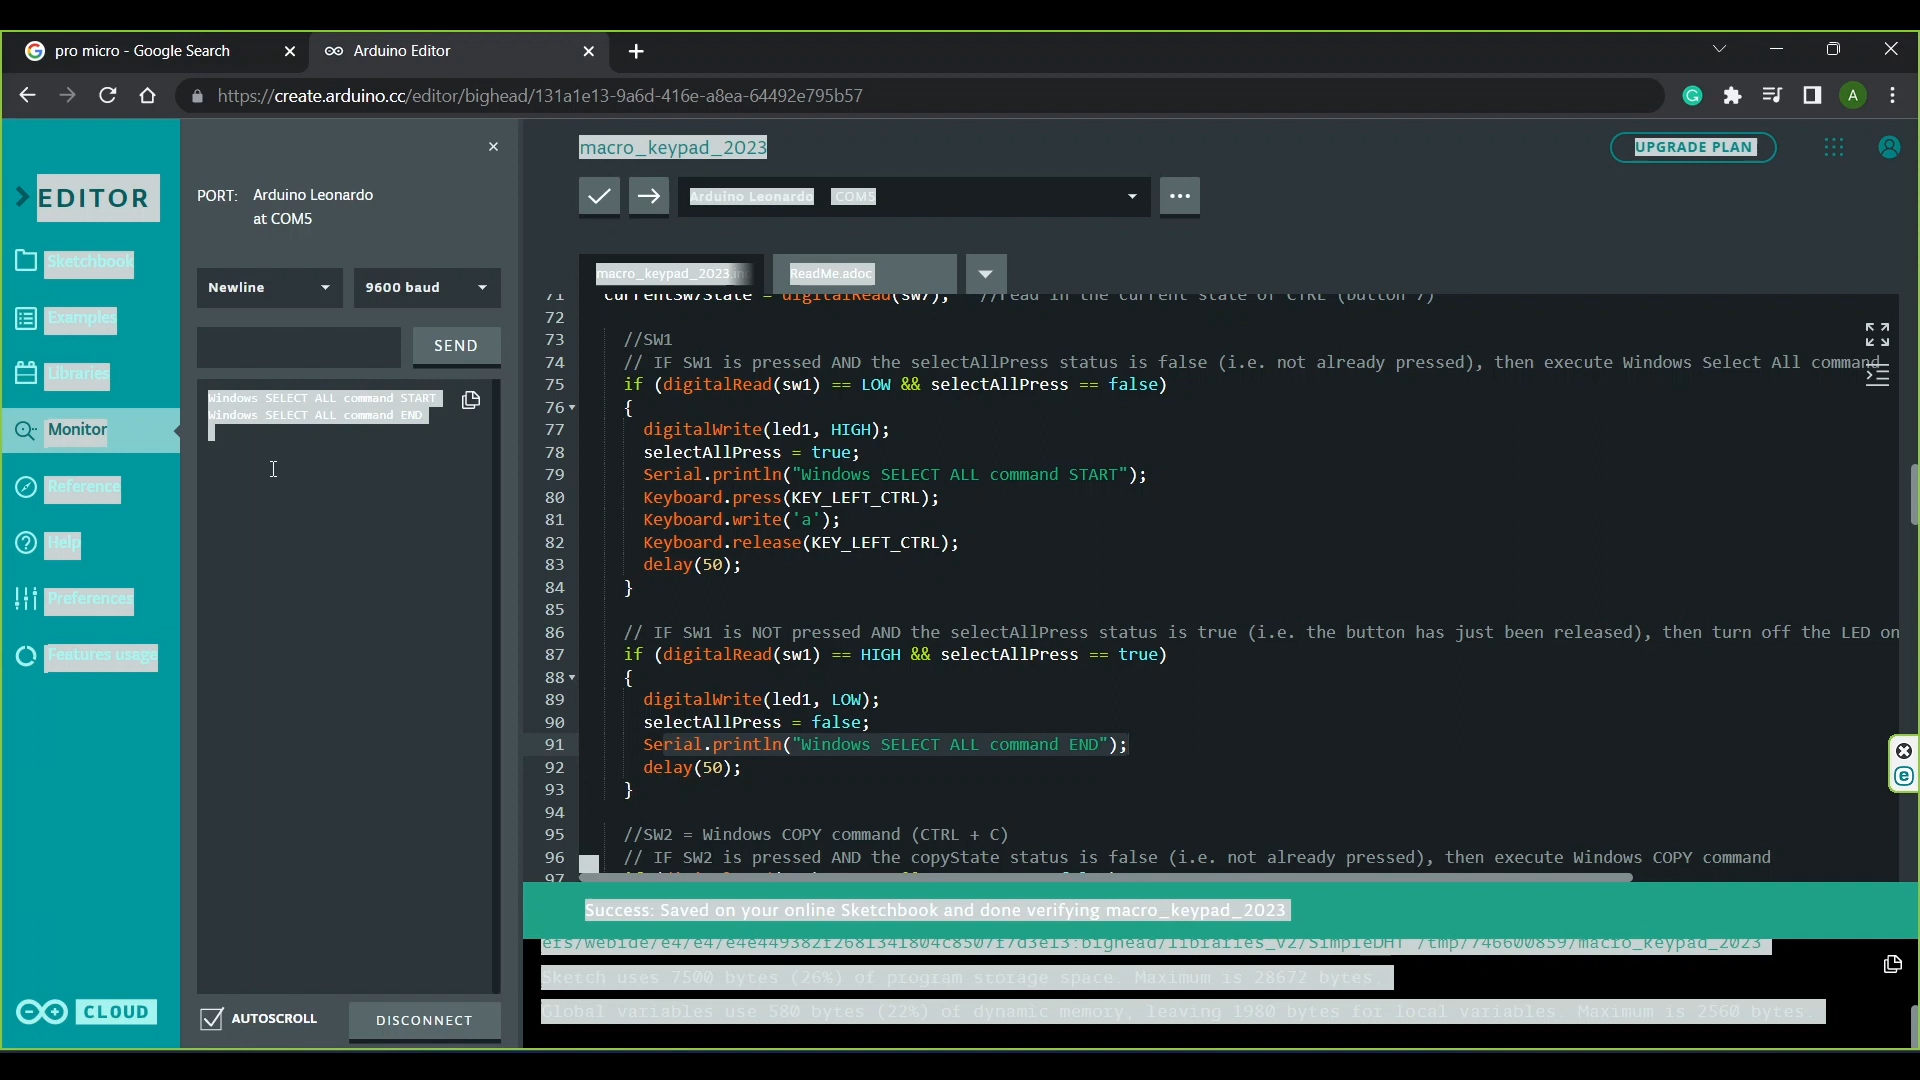 pro micro - Google Search
Arduino Editor
https://create.arduino.cc/editor/bighead/131a1e13-9a6d-416e-a8ea-64492e795b57
A
EDITOR
Sketchbook
Examples
Libraries
Monitor
Reference
Help
Preferences
Features usage
CLOUD
PORT: Arduino Leonardo
at COM5
Newline
9600 baud
SEND
Windows SELECT ALL command START
Windows SELECT ALL command END
AUTOSCROLL
DISCONNECT
macro_keypad_2023
UPGRADE PLAN
Arduino Leonardo COM5
macro_keypad_2023.in
ReadMe.adoc
71 currentSW7State = digitalRead(sw7); //read in the current state of CTRL (button 7)
72
73 //SW1
74 // IF SW1 is pressed AND the selectAllPress status is false (i.e. not already pressed), then execute Windows Select All command
75 if (digitalRead(sw1) == LOW && selectAllPress == false)
76 {
77 digitalWrite(led1, HIGH);
78 selectAllPress = true;
79 Serial.println("Windows SELECT ALL command START");
80 Keyboard.press(KEY_LEFT_CTRL);
81 Keyboard.write('a');
82 Keyboard.release(KEY_LEFT_CTRL);
83 delay(50);
84 }
85
86 // IF SW1 is NOT pressed AND the selectAllPress status is true (i.e. the button has just been released), then turn off the LED on
87 if (digitalRead(sw1) == HIGH && selectAllPress == true)
88 {
89 digitalWrite(led1, LOW);
90 selectAllPress = false;
91 Serial.println("Windows SELECT ALL command END");
92 delay(50);
93 }
94
95 //SW2 = Windows COPY command (CTRL + C)
96 // IF SW2 is pressed AND the copyState status is false (i.e. not already pressed), then execute Windows COPY command
97
Success: Saved on your online Sketchbook and done verifying macro_keypad_2023
Sketch uses 7500 bytes (26%) of program storage space. Maximum is 28672 bytes.
Global variables use 580 bytes (22%) of dynamic memory, leaving 1980 bytes for local variables. Maximum is 2560 bytes.